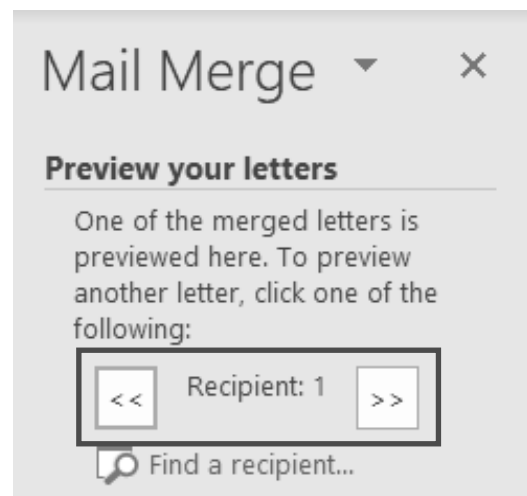 Mail Merge
Preview your letters
One of the merged letters is
previewed here. To preview
another letter, click one of the
following:
<< Recipient: 1 >>
Find a recipient...